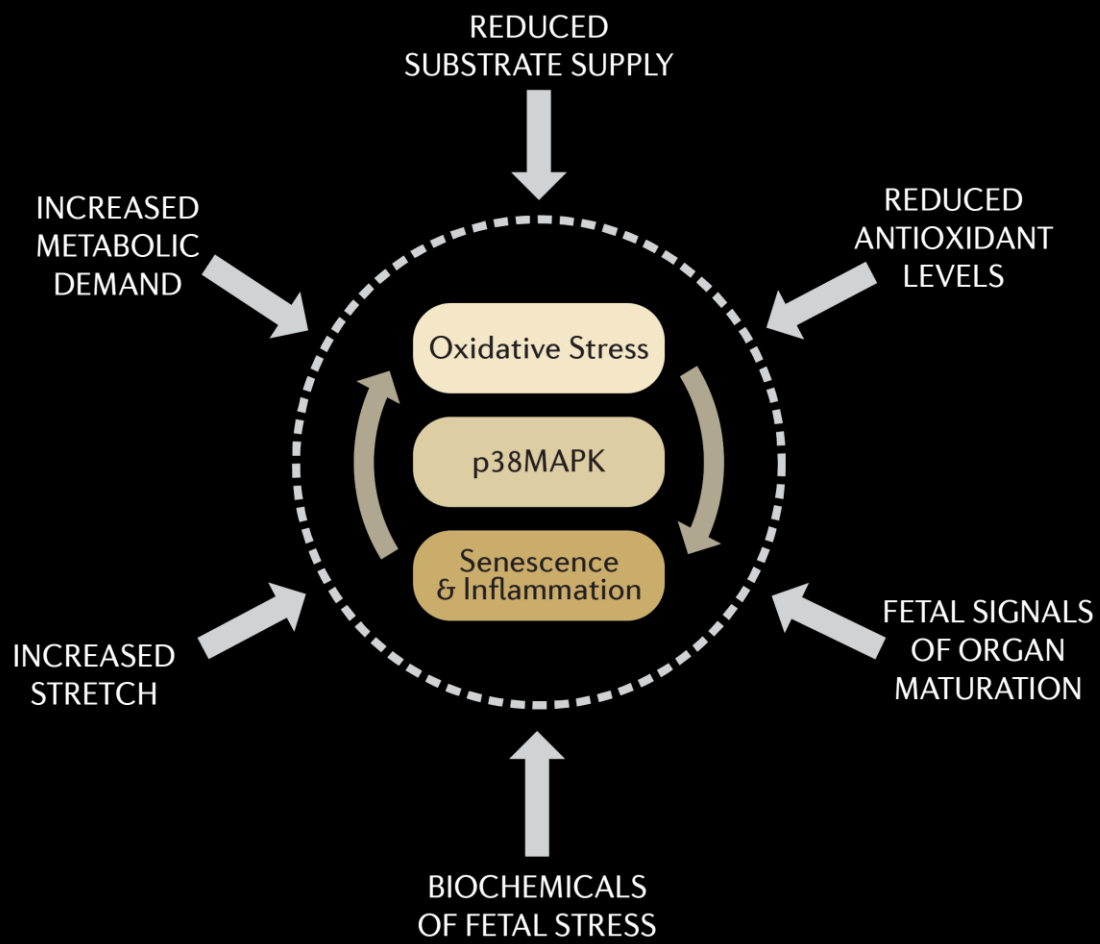 REDUCED
SUBSTRATE SUPPLY
INCREASED
METABOLIC
DEMAND
REDUCED
ANTIOXIDANT
LEVELS
Oxidative Stress
p38MAPK
Senescence
& Inflammation
INCREASED
STRETCH
FETAL SIGNALS
OF ORGAN
MATURATION
BIOCHEMICALS
OF FETAL STRESS